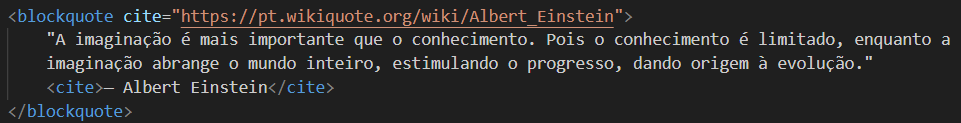 <blockquote cite="https://pt.wikiquote.org/wiki/Albert_Einstein">
"A imaginação é mais importante que o conhecimento. Pois o conhecimento é limitado, enquanto a
imaginação abrange o mundo inteiro, estimulando o progresso, dando origem à evolução."
<cite>— Albert Einstein</cite>
</blockquote>